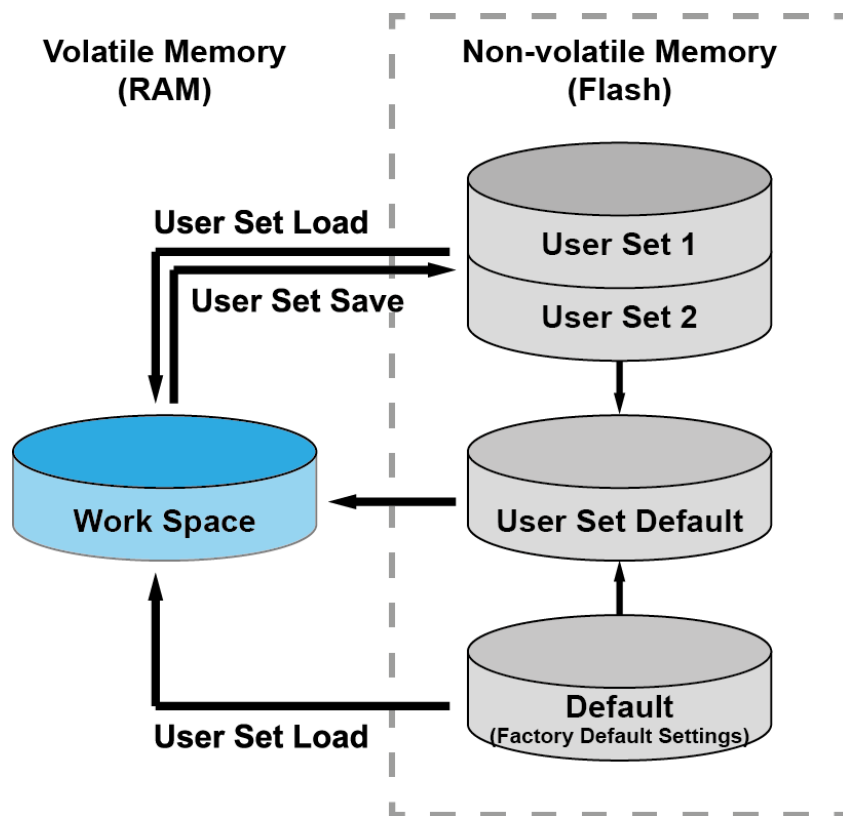 Volatile Memory
(RAM)
Non-volatile Memory
(Flash)
User Set Load
User Set Save
User Set 1
User Set 2
Work Space
User Set Default
Default
(Factory Default Settings)
User Set Load